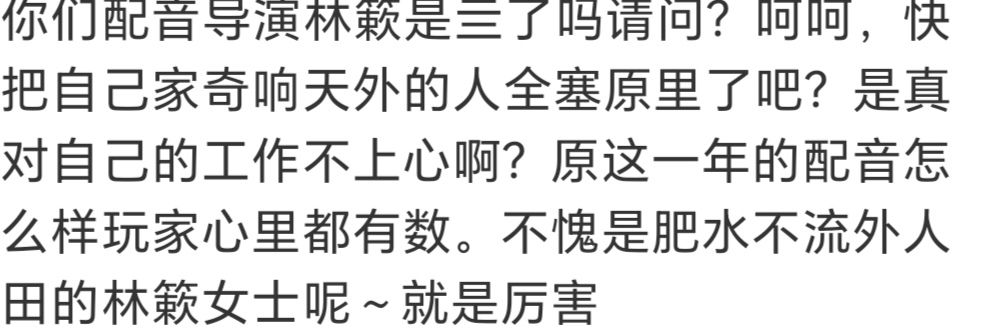 你们配音导演林簌是亖了吗请问？呵呵，快
把自己家奇响天外的人全塞原里了吧？是真
对自己的工作不上心啊？原这一年的配音怎
么样玩家心里都有数。不愧是肥水不流外人
田的林簌女士呢～就是厉害